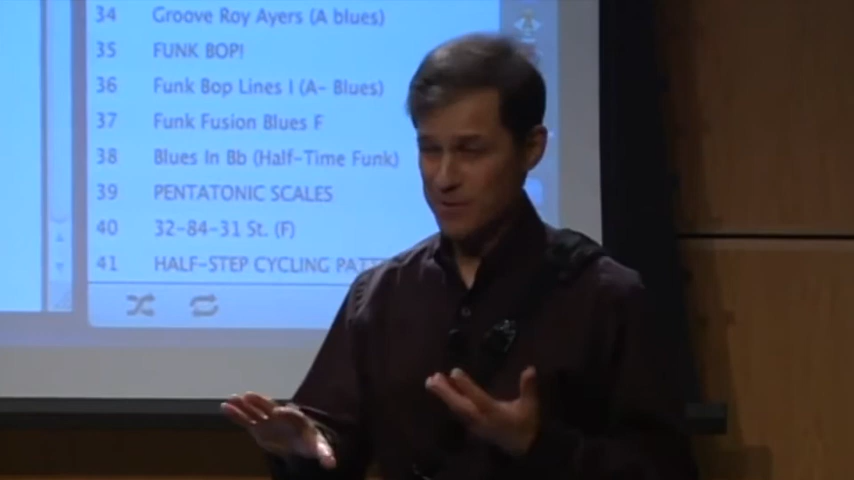 34 Groove Roy Ayers (A blues)
35 FUNK BOP!
36 Funk Bop Lines I (A- Blues)
37 Funk Fusion Blues F
38 Blues In Bb (Half-Time Funk)
39 PENTATONIC SCALES
40 32-84-31 St. (F)
41 HALF-STEP CYCLING PATT